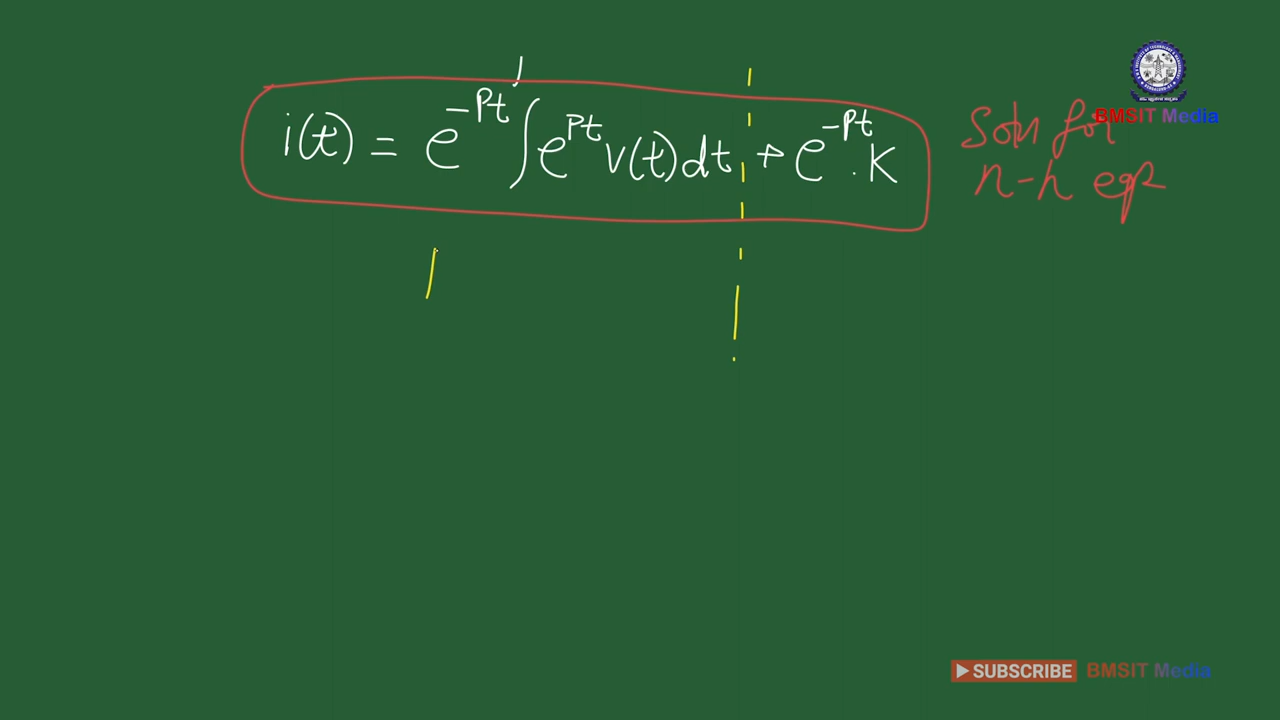 i(t) = e^{-Pt} ∫ e^{Pt} v(t) dt + e^{-Pt} . K
Soln for
n-h eqn
BMSIT Media
SUBSCRIBE BMSIT Media